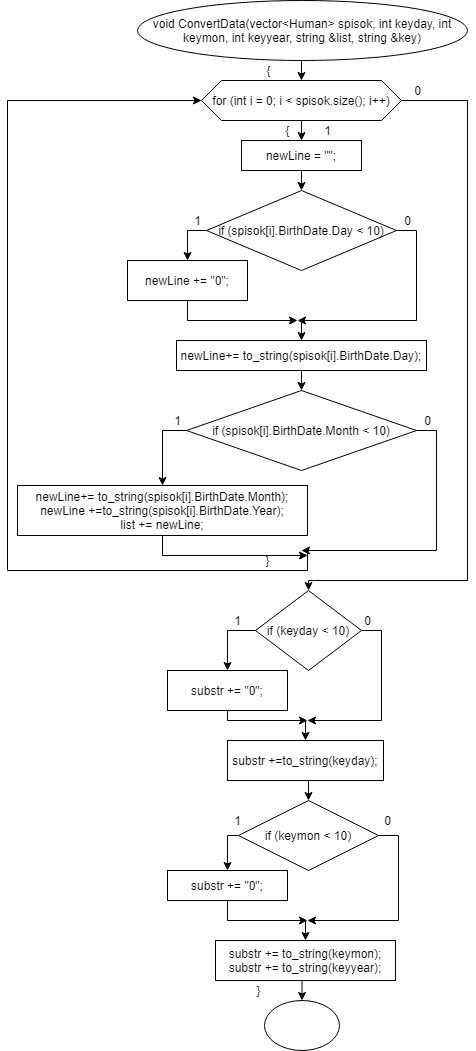 void ConvertData(vector<Human> spisok, int keyday, int
keymon, int keyyear, string &list, string &key)
{
for (int i = 0; i < spisok.size(); i++)
0
{
1
newLine = "";
if (spisok[i].BirthDate.Day < 10)
1
0
newLine += "0";
newLine+= to_string(spisok[i].BirthDate.Day);
if (spisok[i].BirthDate.Month < 10)
1
0
newLine+= to_string(spisok[i].BirthDate.Month);
newLine +=to_string(spisok[i].BirthDate.Year);
list += newLine;
}
if (keyday < 10)
1
0
substr += "0";
substr +=to_string(keyday);
if (keymon < 10)
1
0
substr += "0";
substr += to_string(keymon);
substr += to_string(keyyear);
}